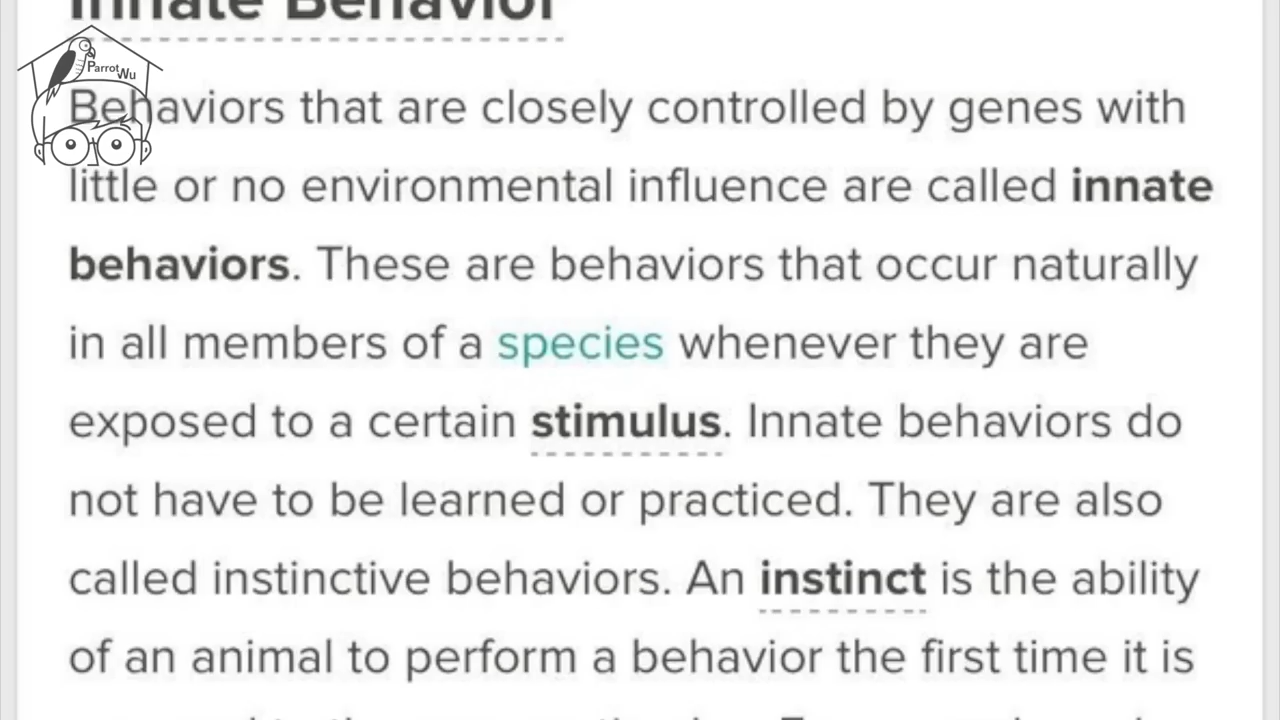 Innate Behavior
ParrotWu
Behaviors that are closely controlled by genes with
little or no environmental influence are called innate
behaviors. These are behaviors that occur naturally
in all members of a species whenever they are
exposed to a certain stimulus. Innate behaviors do
not have to be learned or practiced. They are also
called instinctive behaviors. An instinct is the ability
of an animal to perform a behavior the first time it is